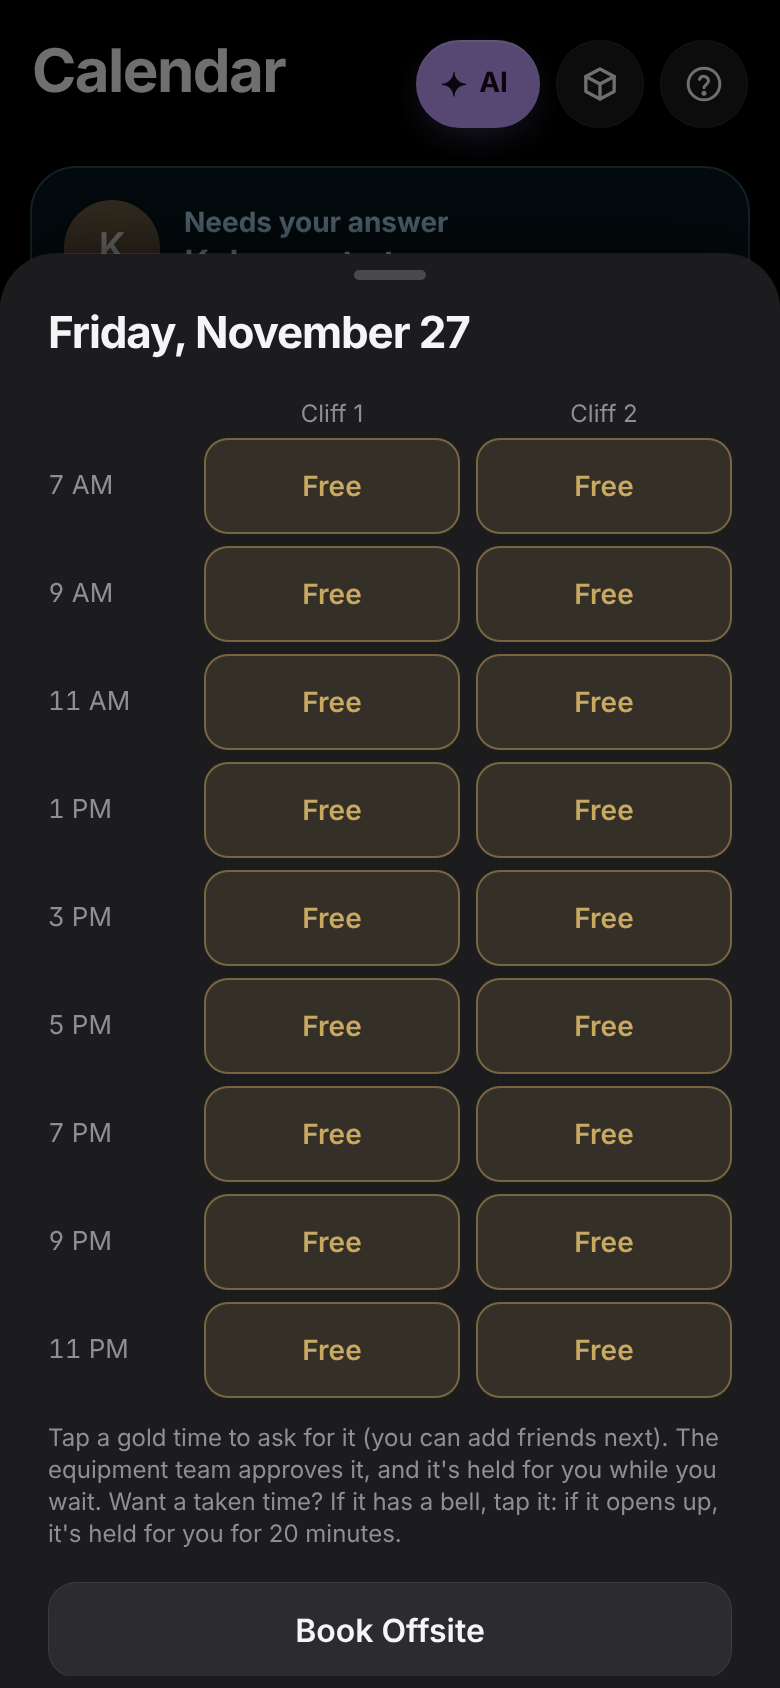 Calendar
AI
K
Needs your answer
Friday, November 27
Cliff 1 Cliff 2
7 AM Free Free
9 AM Free Free
11 AM Free Free
1 PM Free Free
3 PM Free Free
5 PM Free Free
7 PM Free Free
9 PM Free Free
11 PM Free Free
Tap a gold time to ask for it (you can add friends next). The
equipment team approves it, and it's held for you while you
wait. Want a taken time? If it has a bell, tap it: if it opens up,
it's held for you for 20 minutes.
Book Offsite